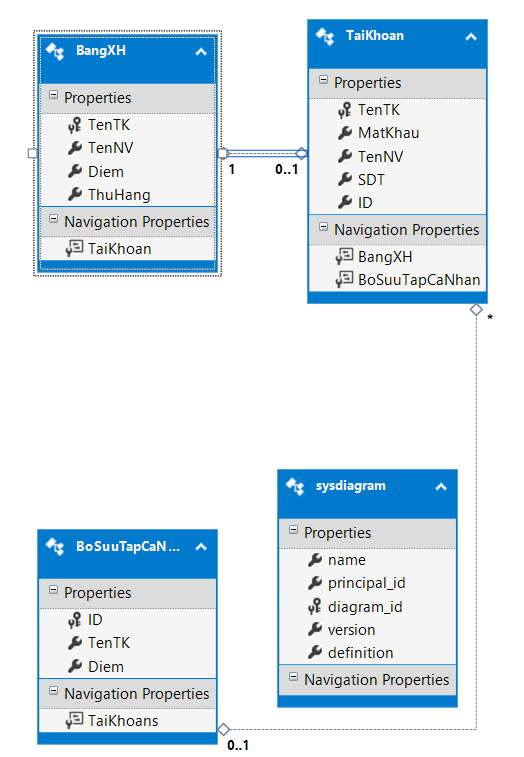 BangXH
Properties
TenTK
TenNV
Diem
ThuHang
Navigation Properties
TaiKhoan
1
0..1
TaiKhoan
Properties
TenTK
MatKhau
TenNV
SDT
ID
Navigation Properties
BangXH
BoSuuTapCaNhan
*
BoSuuTapCaN...
Properties
ID
TenTK
Diem
Navigation Properties
TaiKhoans
0..1
sysdiagram
Properties
name
principal_id
diagram_id
version
definition
Navigation Properties